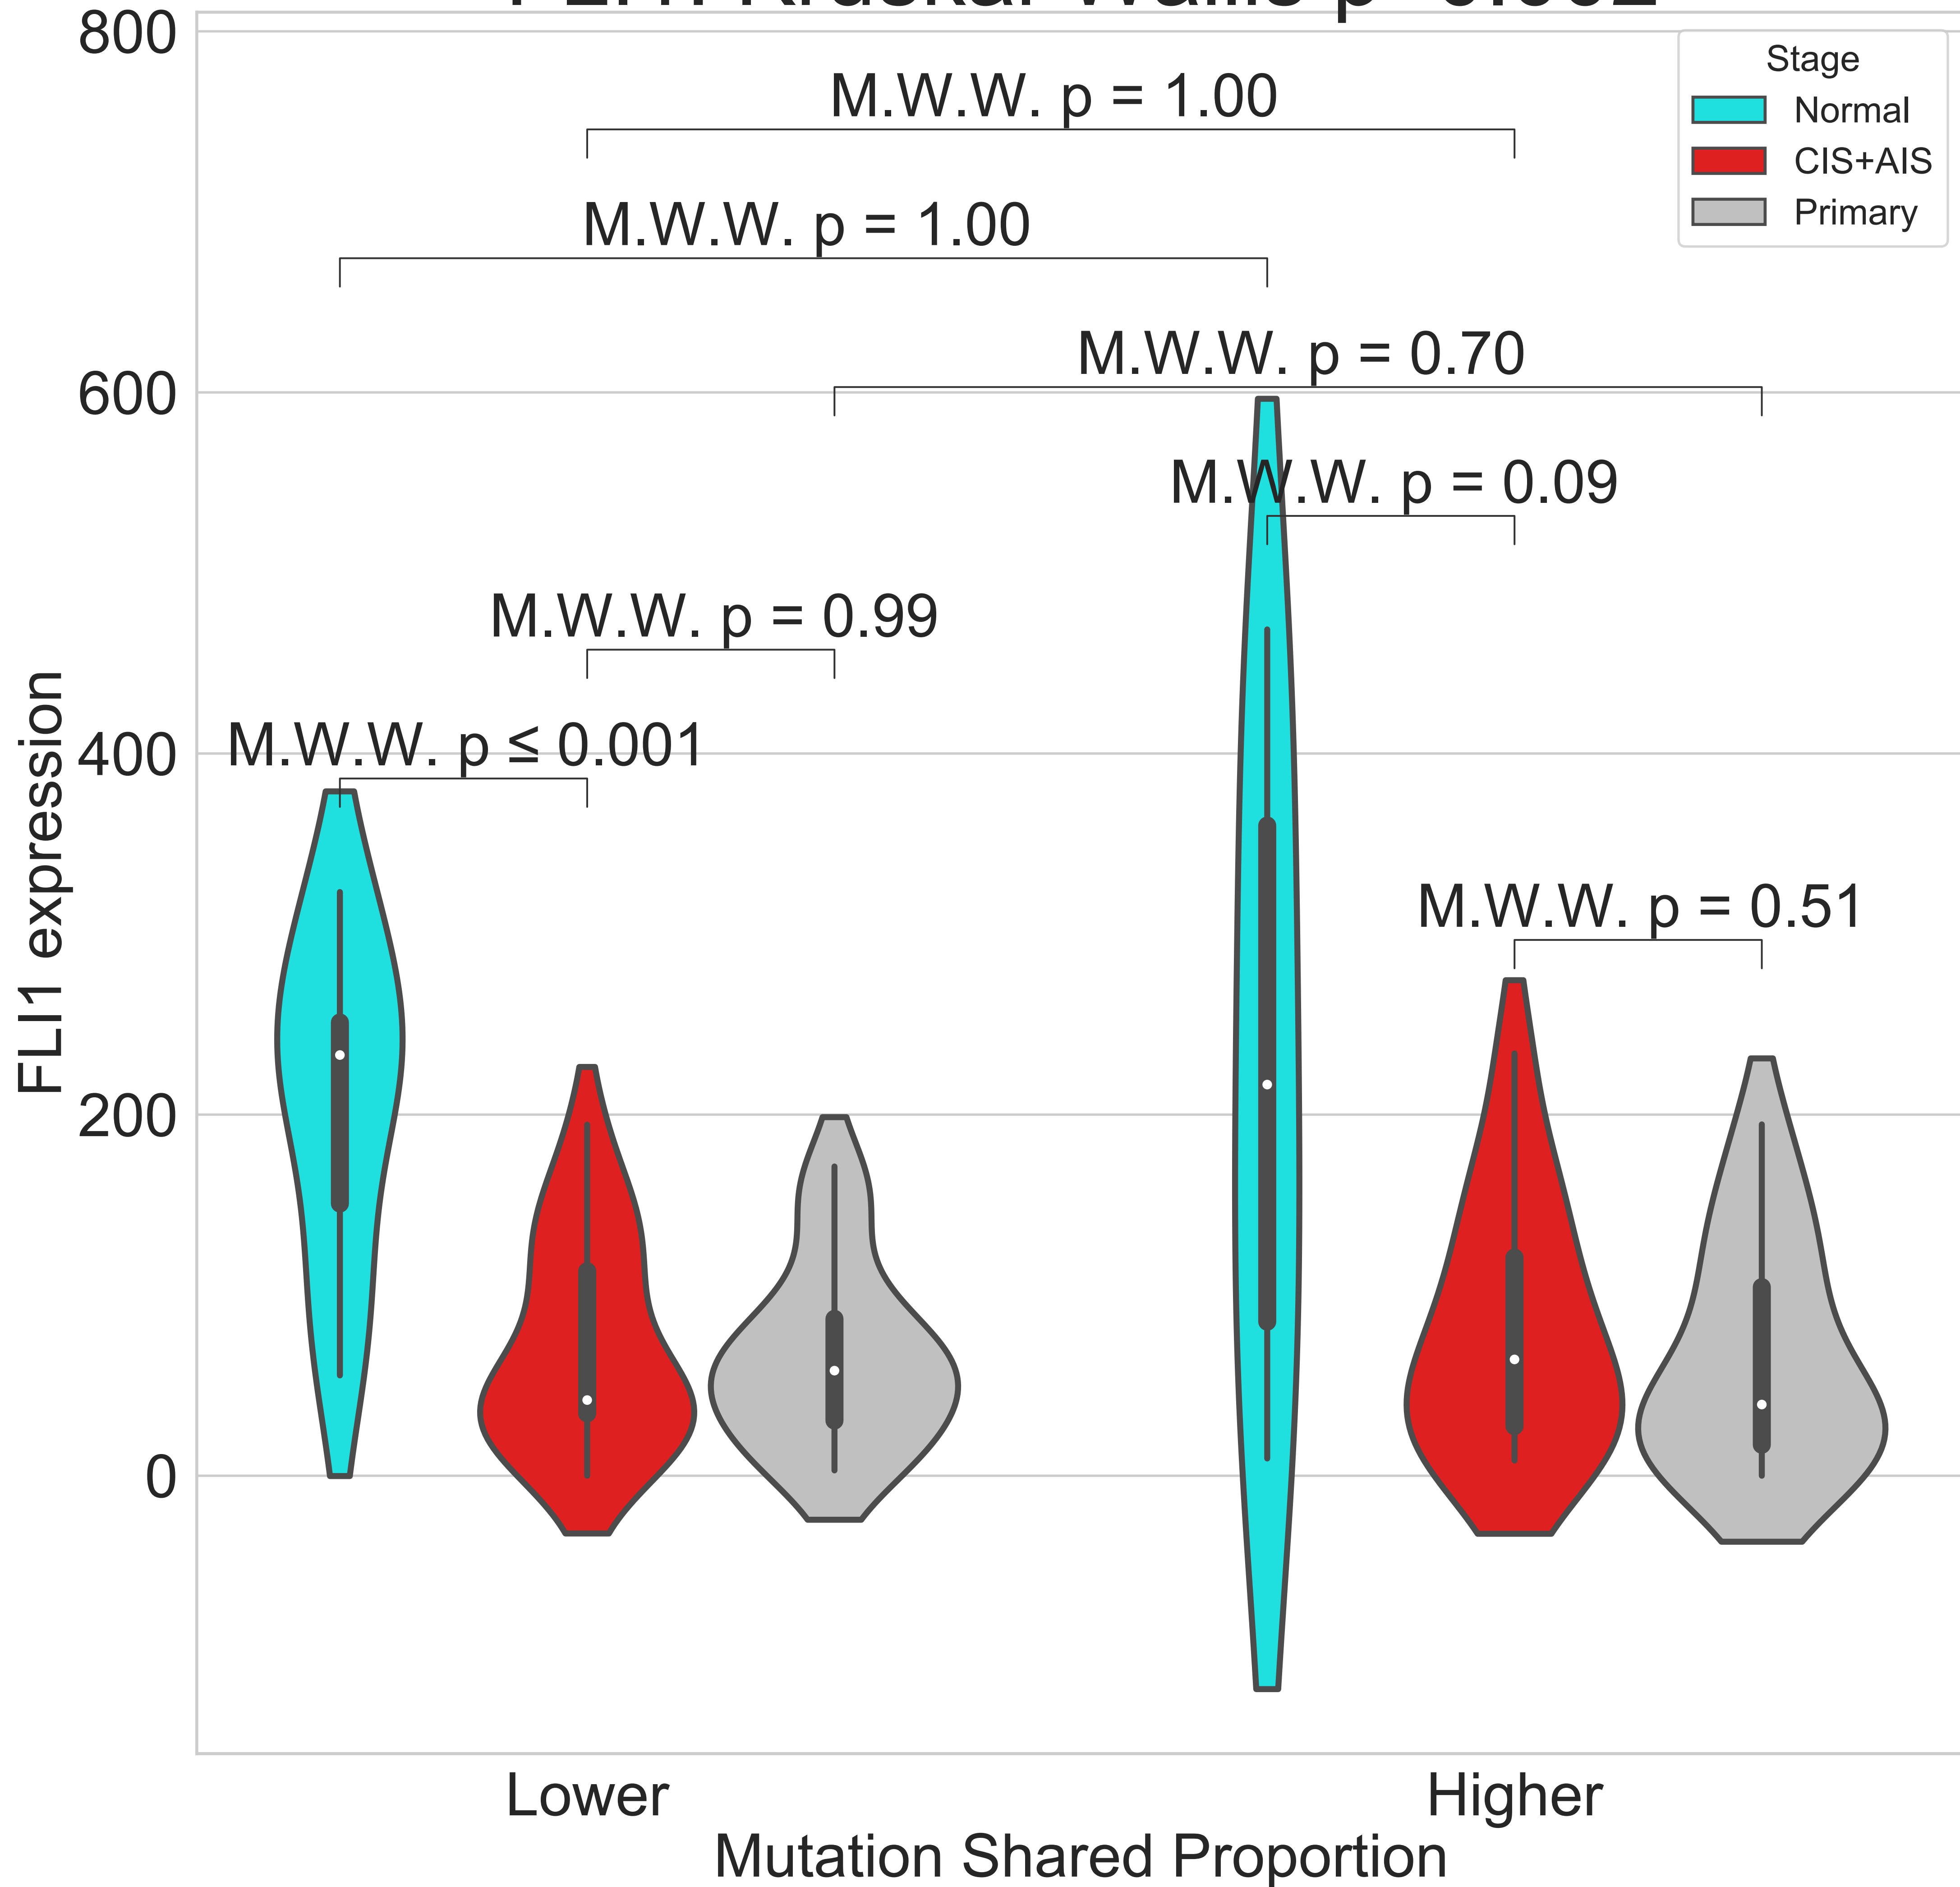 800
600
400
200
0
FLI1 expression
M.W.W. p = 1.00
M.W.W. p = 1.00
M.W.W. p = 0.70
M.W.W. p = 0.09
M.W.W. p = 0.99
M.W.W. p ≤ 0.001
M.W.W. p = 0.51
Stage
Normal
CIS+AIS
Primary
Lower
Higher
Mutation Shared Proportion